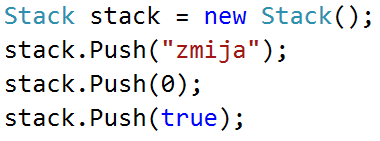 Stack stack = new Stack();
stack.Push("zmija");
stack.Push(0);
stack.Push(true);